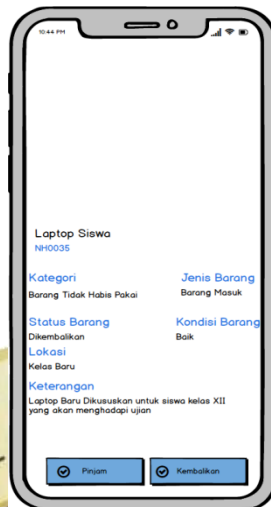 10:44 PM
Laptop Siswa
NH0035
Kategori
Jenis Barang
Barang Tidak Habis Pakai
Barang Masuk
Status Barang
Kondisi Barang
Dikembalikan
Baik
Lokasi
Kelas Baru
Keterangan
Laptop Baru Dikususkan untuk siswa kelas XII
yang akan menghadapi ujian
Pinjam
Kembalikan